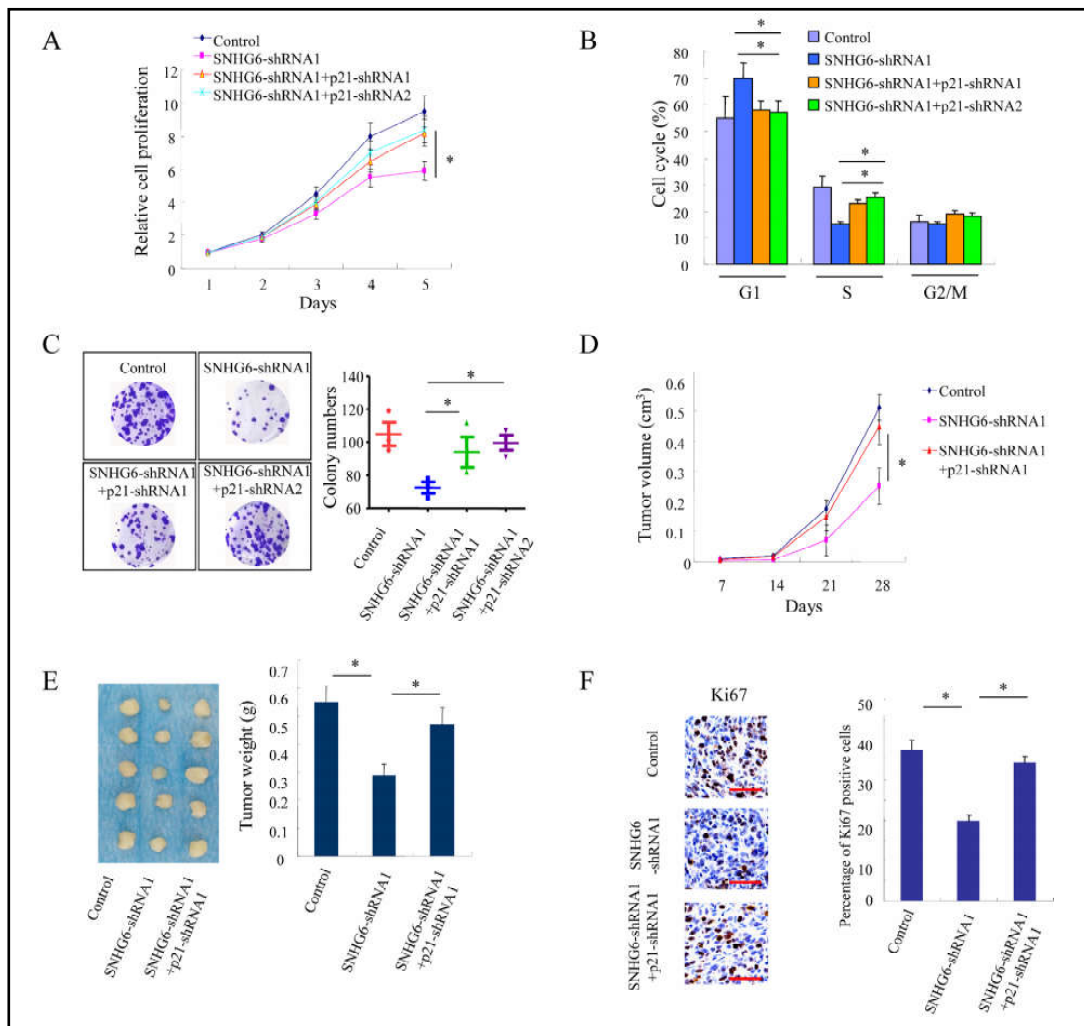 A
Control
SNHG6-shRNA1
SNHG6-shRNA1+p21-shRNA1
SNHG6-shRNA1+p21-shRNA2
Relative cell proliferation
12
10
8
6
4
2
0
*
1 2 3 4 5
Days
B
Control
SNHG6-shRNA1
SNHG6-shRNA1+p21-shRNA1
SNHG6-shRNA1+p21-shRNA2
Cell cycle (%)
80
70
60
50
40
30
20
10
0
*
*
*
*
G1 S G2/M
C
Control
SNHG6-shRNA1
SNHG6-shRNA1
+p21-shRNA1
SNHG6-shRNA1
+p21-shRNA2
Colony numbers
140
120
100
80
60
*
*
Control
SNHG6-shRNA1
SNHG6-shRNA1
+p21-shRNA1
SNHG6-shRNA1
+p21-shRNA2
D
Control
SNHG6-shRNA1
SNHG6-shRNA1
+p21-shRNA1
Tumor volume (cm³)
0.6
0.5
0.4
0.3
0.2
0.1
0
*
7 14 21 28
Days
E
Control
SNHG6-shRNA1
SNHG6-shRNA1
+p21-shRNA1
Tumor weight (g)
0.7
0.6
0.4
0.3
0.2
0.1
0
*
*
Control
SNHG6-shRNA1
SNHG6-shRNA1
+p21-shRNA1
F
Ki67
Control
SNHG6
-shRNA1
SNHG6-shRNA1
+p21-shRNA1
Percentage of Ki67 positive cells
50
40
30
20
10
0
*
*
Control
SNHG6-shRNA1
SNHG6-shRNA1
+p21-shRNA1